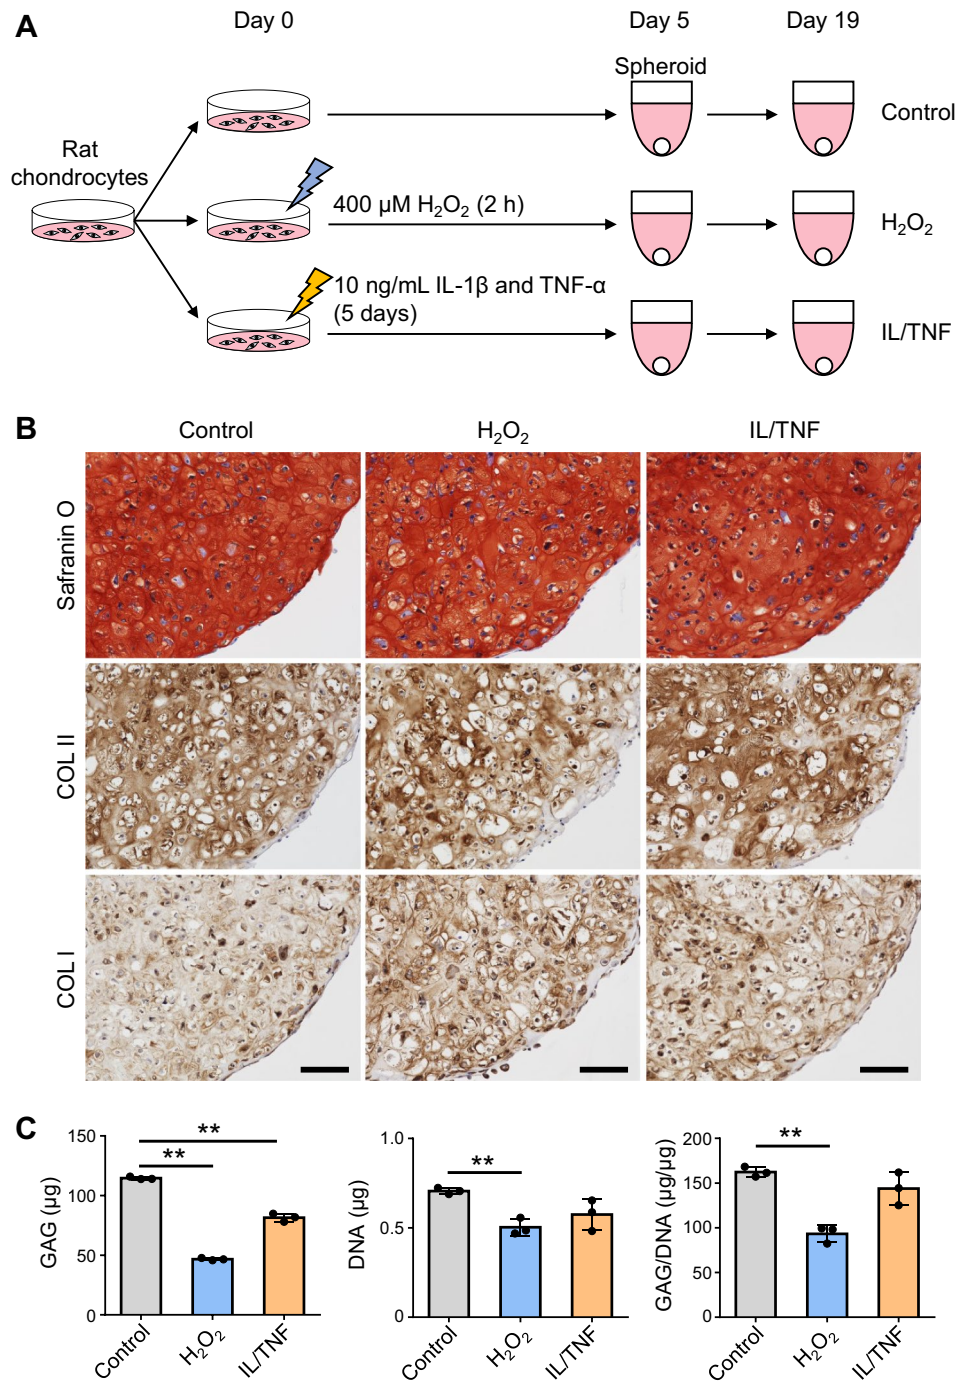 A
Day 0
Day 5
Day 19
Spheroid
Control
Rat
chondrocytes
400 µM H₂O₂ (2 h)
H₂O₂
10 ng/mL IL-1β and TNF-α
(5 days)
IL/TNF
B
Control
H₂O₂
IL/TNF
Safranin O
COL II
COL I
C
GAG (µg)
150
100
50
0
**
**
Control
H₂O₂
IL/TNF
DNA (µg)
1.0
0.5
0
**
Control
H₂O₂
IL/TNF
GAG/DNA (µg/µg)
200
150
100
50
0
**
Control
H₂O₂
IL/TNF